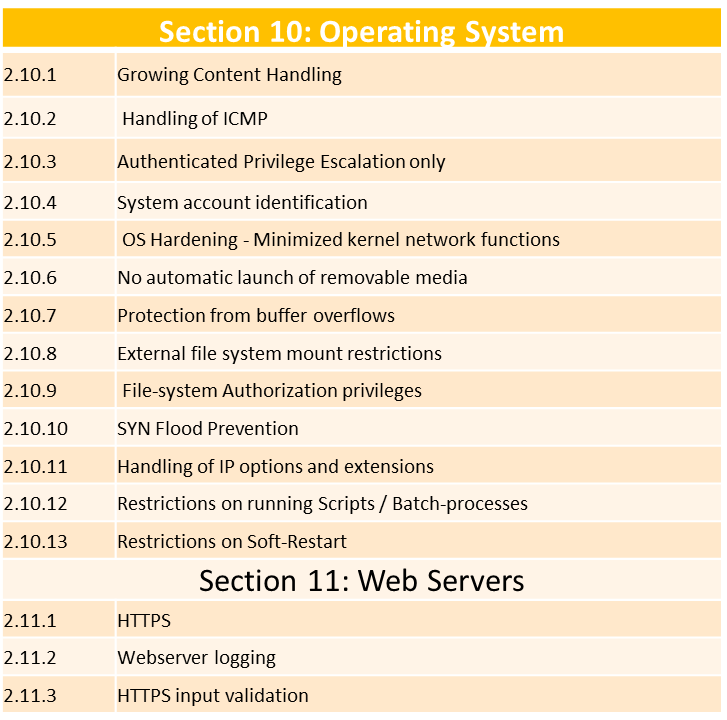 Section 10: Operating System
2.10.1 Growing Content Handling
2.10.2 Handling of ICMP
2.10.3 Authenticated Privilege Escalation only
2.10.4 System account identification
2.10.5 OS Hardening - Minimized kernel network functions
2.10.6 No automatic launch of removable media
2.10.7 Protection from buffer overflows
2.10.8 External file system mount restrictions
2.10.9 File-system Authorization privileges
2.10.10 SYN Flood Prevention
2.10.11 Handling of IP options and extensions
2.10.12 Restrictions on running Scripts / Batch-processes
2.10.13 Restrictions on Soft-Restart
Section 11: Web Servers
2.11.1 HTTPS
2.11.2 Webserver logging
2.11.3 HTTPS input validation